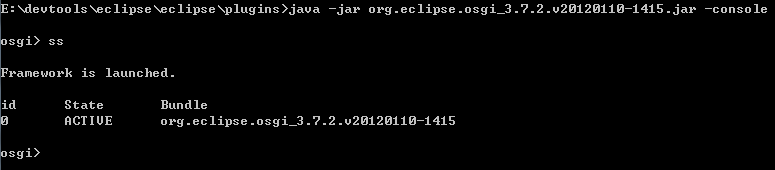 E:\devtools\eclipse\eclipse\plugins>java -jar org.eclipse.osgi_3.7.2.v20120110-1415.jar -console
osgi> ss
Framework is launched.
id State Bundle
0 ACTIVE org.eclipse.osgi_3.7.2.v20120110-1415
osgi>